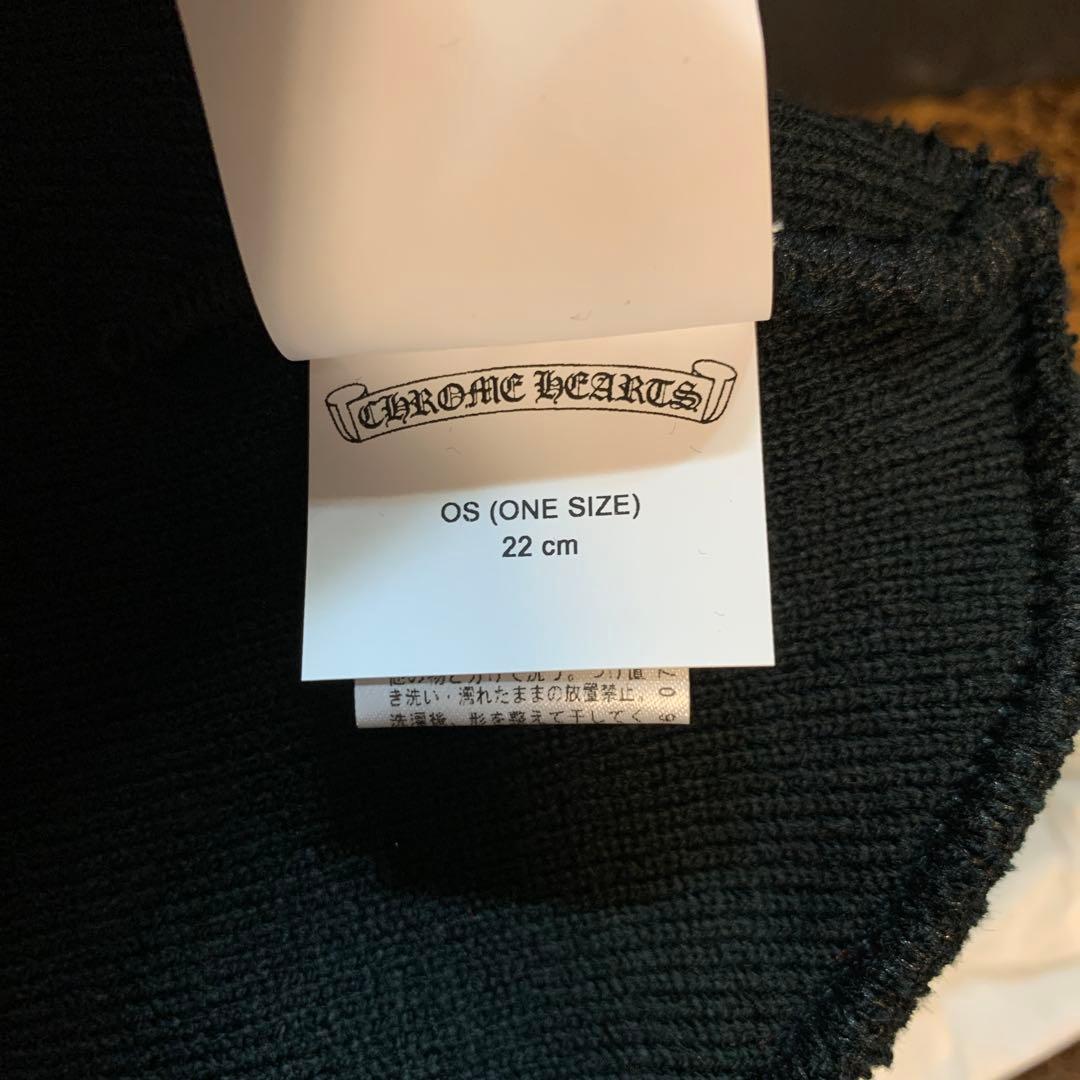 CHROME HEARTS
OS (ONE SIZE)
22 cm
き洗い・濡れたままの放置禁止。
形を整えて干してく